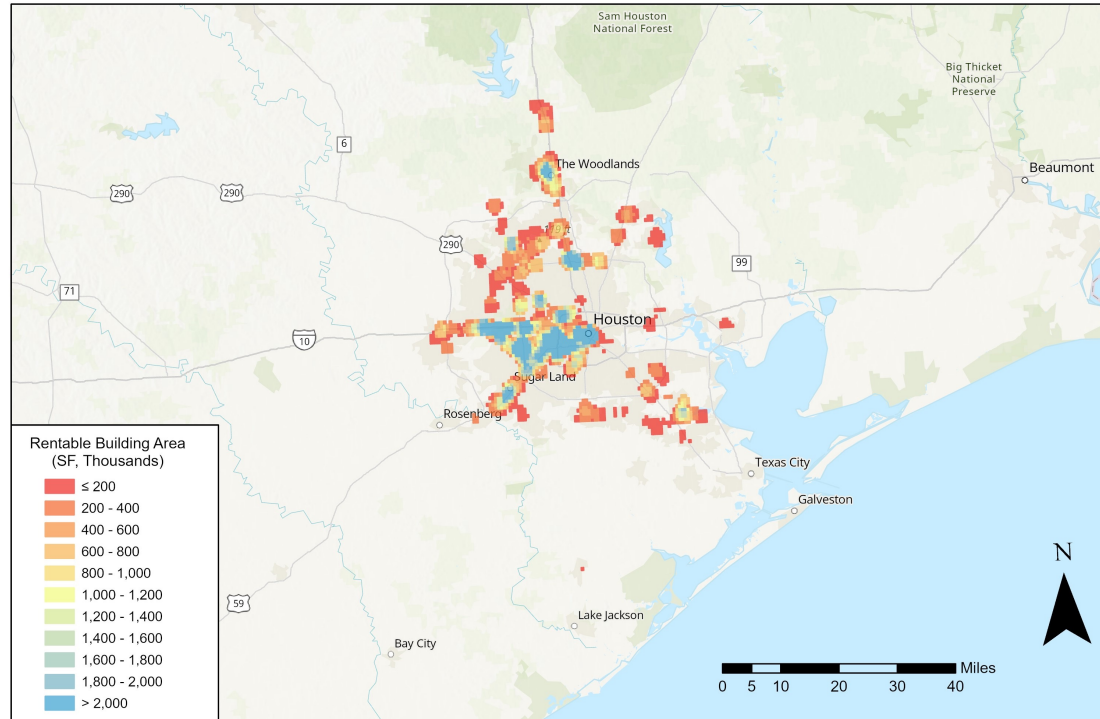 Sam Houston
National Forest
Big Thicket
National
Preserve
6
The Woodlands
Beaumont
290
290
290
99
71
Houston
10
Sugar Land
Rosenberg
Rentable Building Area
(SF, Thousands)
≤ 200
200 - 400
400 - 600
600 - 800
800 - 1,000
1,000 - 1,200
1,200 - 1,400
1,400 - 1,600
1,600 - 1,800
1,800 - 2,000
> 2,000
Texas City
Galveston
N
59
Lake Jackson
Bay City
Miles
0 5 10 20 30 40